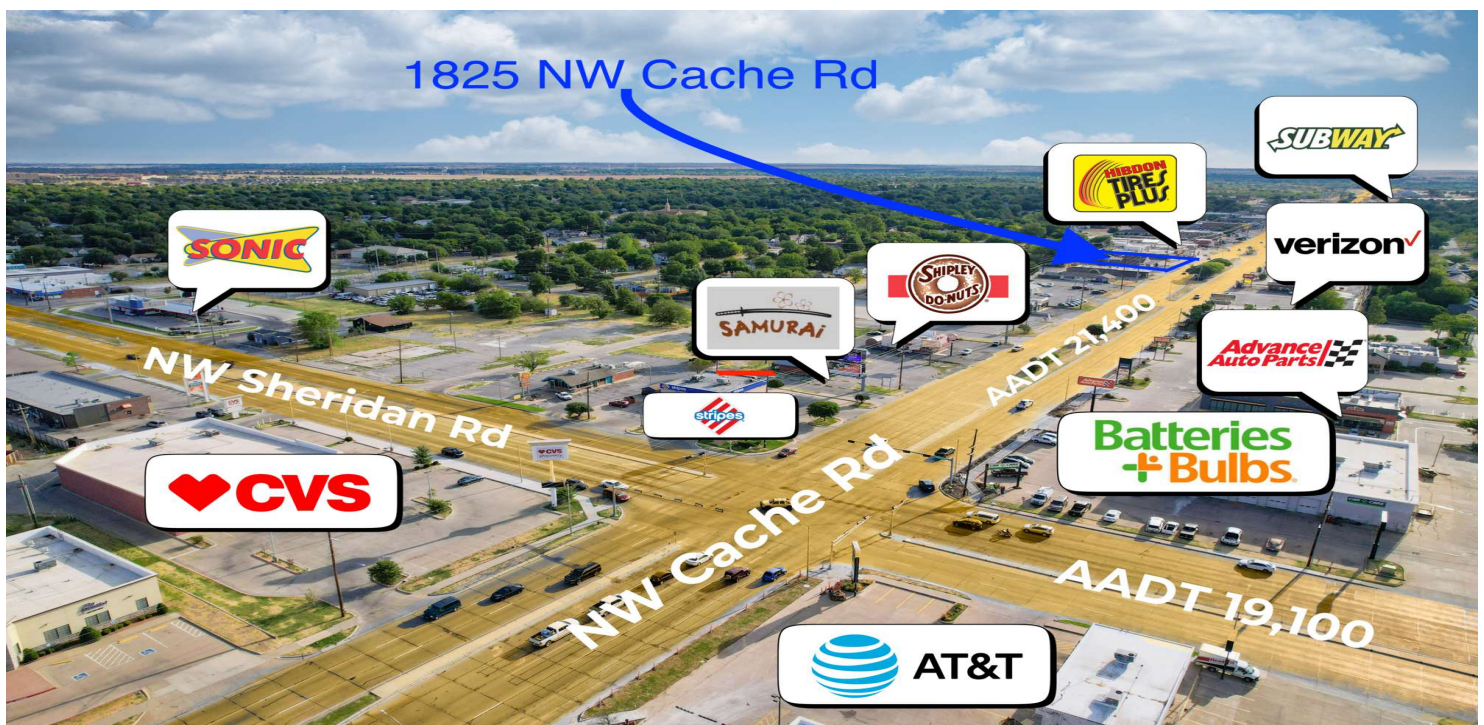 1825 NW Cache Rd
SUBWAY
HIBDON
TIRES
PLUS
verizon
SONIC
SHIPLEY
DO-NUTS
SAMURAi
AADT 21,400
Advance
Auto Parts
NW Sheridan Rd
stripes
Batteries
+Bulbs
CVS
CVS
NW Cache Rd
AADT 19,100
AT&T